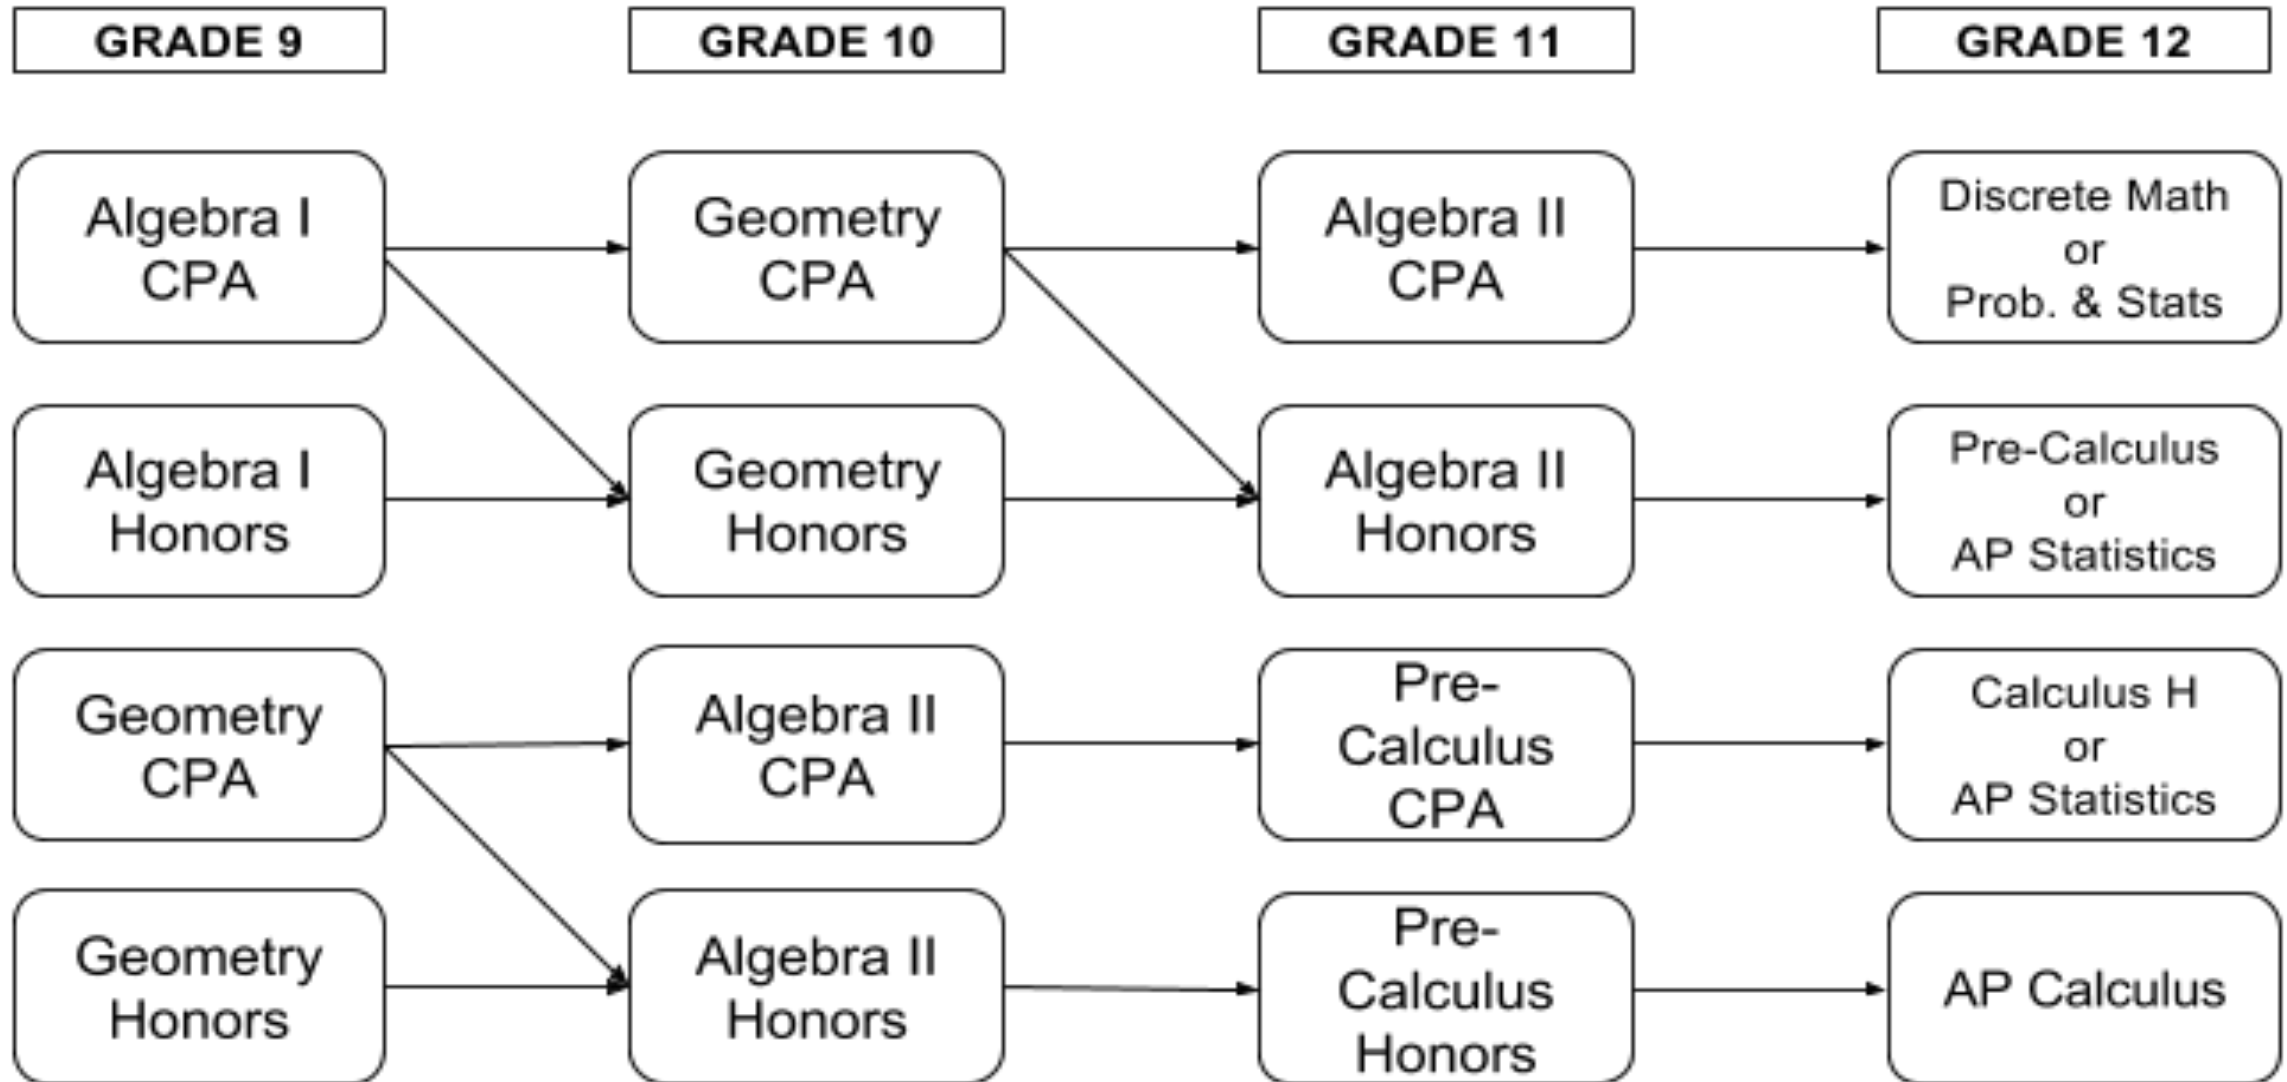 GRADE 9
GRADE 10
GRADE 11
GRADE 12
Algebra I
CPA
Geometry
CPA
Algebra II
CPA
Discrete Math
or
Prob. & Stats
Algebra I
Honors
Geometry
Honors
Algebra II
Honors
Pre-Calculus
or
AP Statistics
Geometry
CPA
Algebra II
CPA
Pre-
Calculus
CPA
Calculus H
or
AP Statistics
Geometry
Honors
Algebra II
Honors
Pre-
Calculus
Honors
AP Calculus